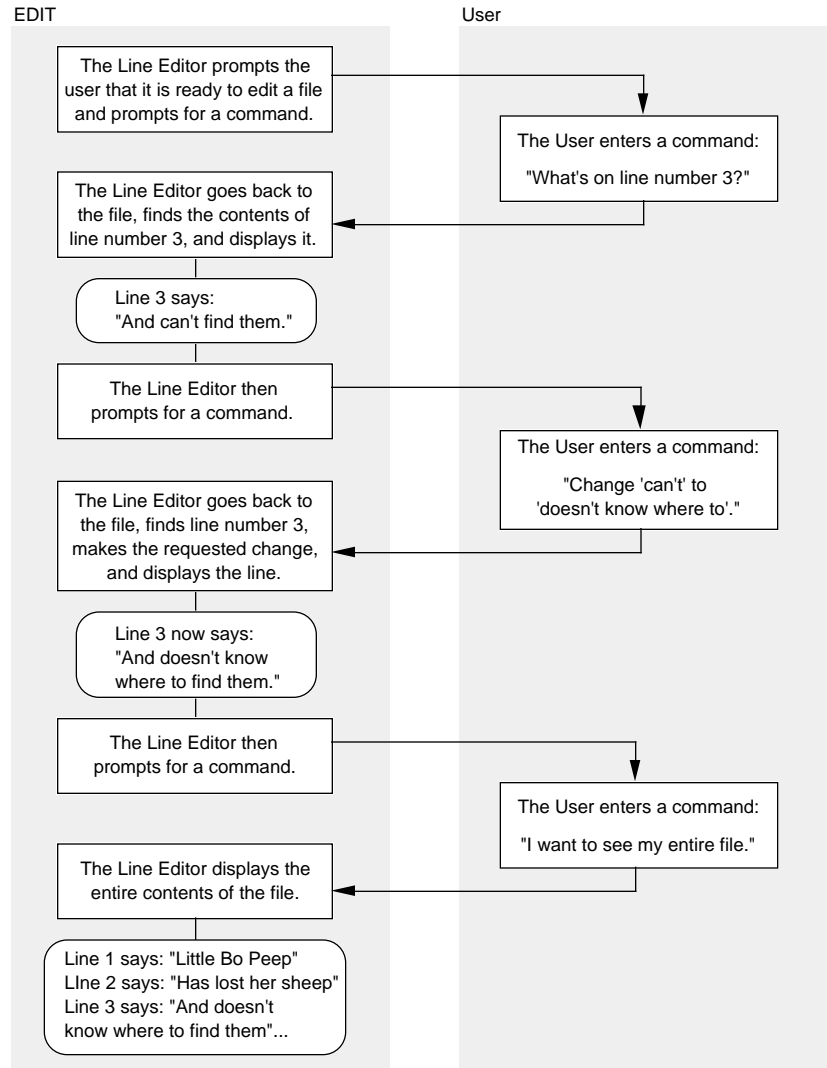 EDIT
User
The Line Editor prompts the
user that it is ready to edit a file
and prompts for a command.
The User enters a command:
"What's on line number 3?"
The Line Editor goes back to
the file, finds the contents of
line number 3, and displays it.
Line 3 says:
"And can't find them."
The Line Editor then
prompts for a command.
The User enters a command:
"Change 'can't' to
'doesn't know where to'."
The Line Editor goes back to
the file, finds line number 3,
makes the requested change,
and displays the line.
Line 3 now says:
"And doesn't know
where to find them."
The Line Editor then
prompts for a command.
The User enters a command:
"I want to see my entire file."
The Line Editor displays the
entire contents of the file.
Line 1 says: "Little Bo Peep"
LIne 2 says: "Has lost her sheep"
Line 3 says: "And doesn't
know where to find them"...